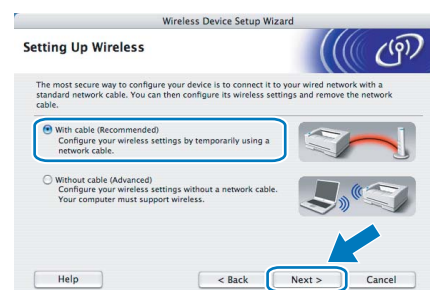 Wireless Device Setup Wizard
Setting Up Wireless
The most secure way to configure your device is to connect it to your wired network with a
standard network cable. You can then configure its wireless settings and remove the network
cable.
With cable (Recommended)
Configure your wireless settings by temporarily using a
network cable.
Without cable (Advanced)
Configure your wireless settings without a network cable.
Your computer must support wireless.
Help
< Back
Next >
Cancel